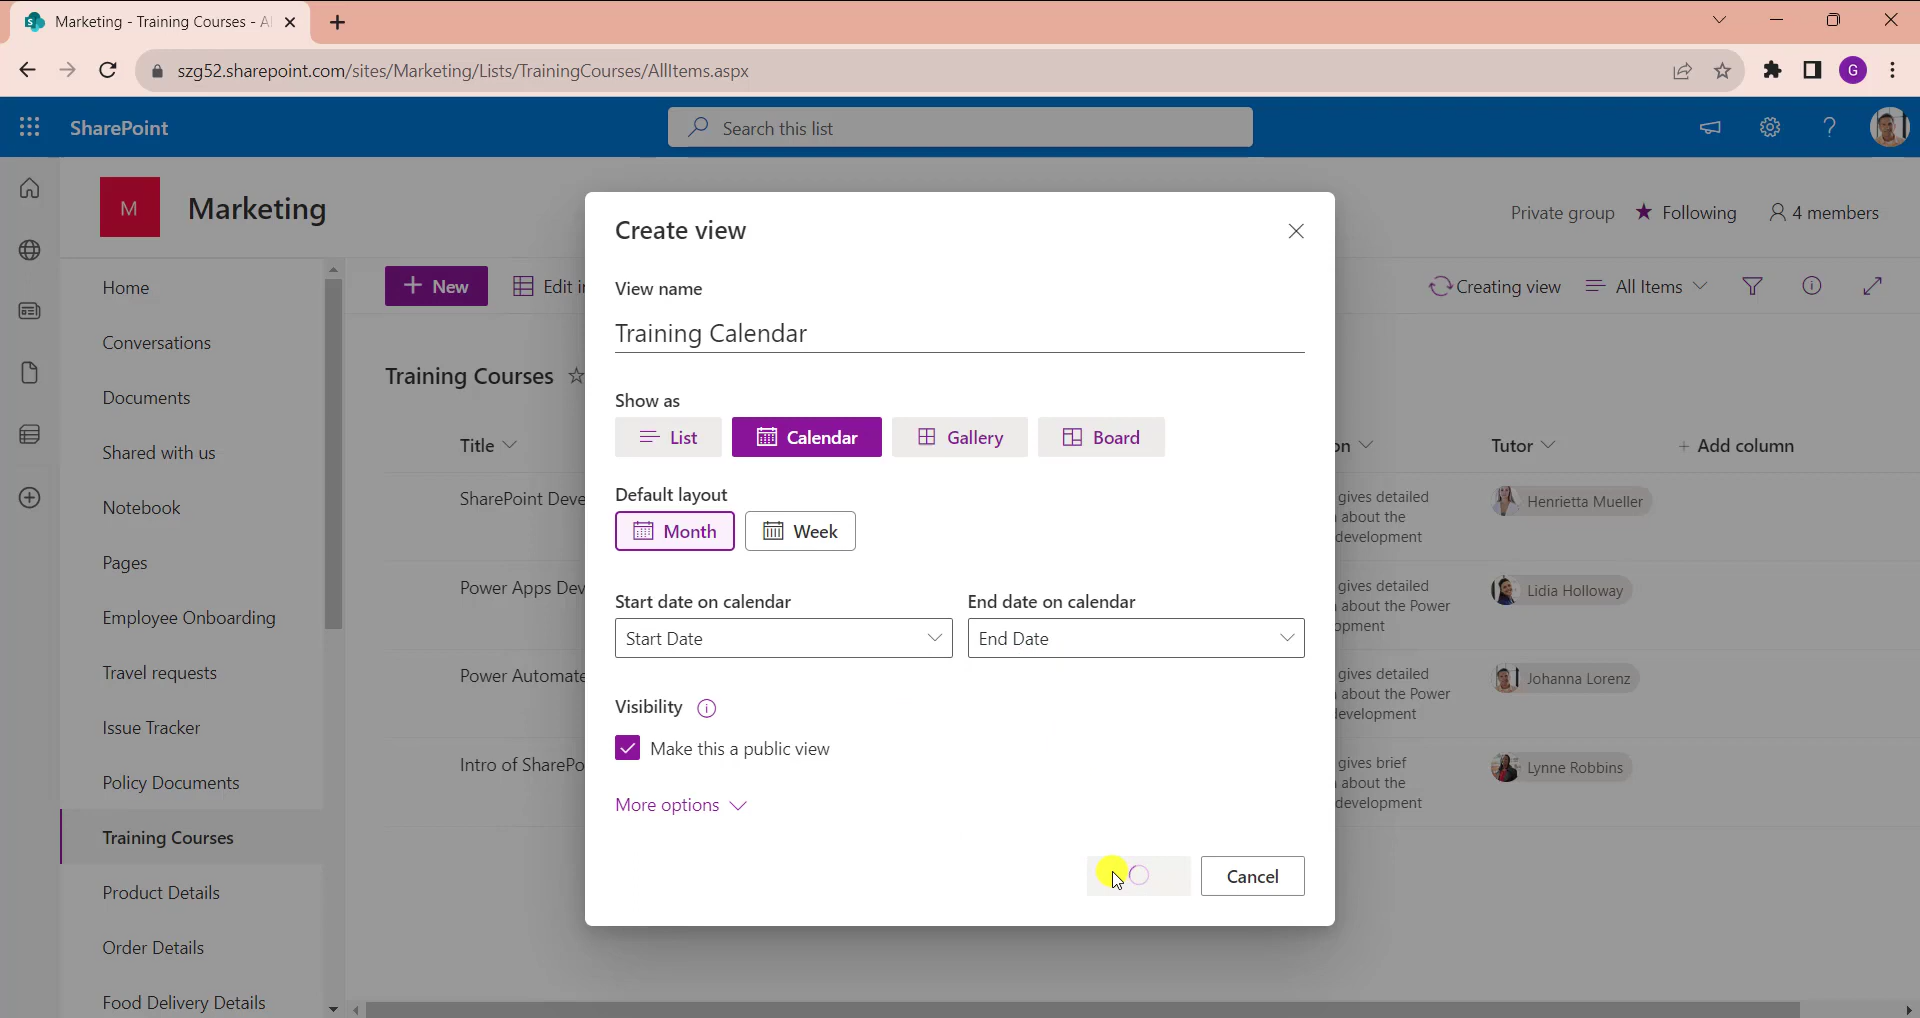 Marketing - Training Courses - Al
szg52.sharepoint.com/sites/Marketing/Lists/TrainingCourses/AllItems.aspx
G
SharePoint
Search this list
M
Marketing
Private group
Following
4 members
Home
Conversations
Documents
Shared with us
Notebook
Pages
Employee Onboarding
Travel requests
Issue Tracker
Policy Documents
Training Courses
Product Details
Order Details
Food Delivery Details
New
Edit in
Creating view
All Items
Training Courses
Title
on
Tutor
Add column
SharePoint Deve
gives detailed
about the
development
Henrietta Mueller
Power Apps Dev
gives detailed
about the Power
opment
Lidia Holloway
Power Automate
gives detailed
about the Power
development
Johanna Lorenz
Intro of SharePo
gives brief
about the
development
Lynne Robbins
Create view
View name
Training Calendar
Show as
List
Calendar
Gallery
Board
Default layout
Month
Week
Start date on calendar
End date on calendar
Start Date
End Date
Visibility
Make this a public view
More options
Cancel